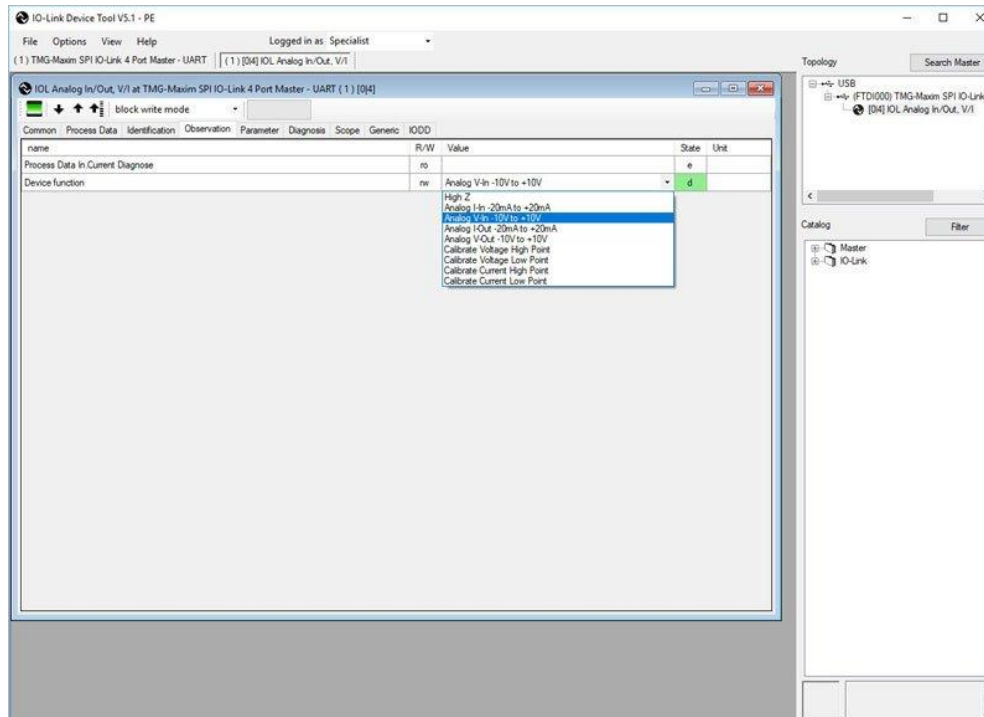 IO-Link Device Tool V5.1 - PE
File Options View Help Logged in as Specialist
(1) TMG-Maxim SPI IO-Link 4 Port Master - UART (1) [0|4] IOL Analog In/Out, V/I
IOL Analog In/Out, V/I at TMG-Maxim SPI IO-Link 4 Port Master - UART (1) [0|4]
block write mode
Common Process Data Identification Observation Parameter Diagnosis Scope Generic IODD
name R/W Value State Unit
Process Data In.Current Diagnose ro e
Device function rw Analog V-In -10V to +10V d
High Z
Analog I-In -20mA to +20mA
Analog V-In -10V to +10V
Analog I-Out -20mA to +20mA
Analog V-Out -10V to +10V
Calibrate Voltage High Point
Calibrate Voltage Low Point
Calibrate Current High Point
Calibrate Current Low Point
Topology Search Master
USB
(FTDI000) TMG-Maxim SPI IO-Link
[0|4] IOL Analog In/Out, V/I
Catalog Filter
Master
IO-Link